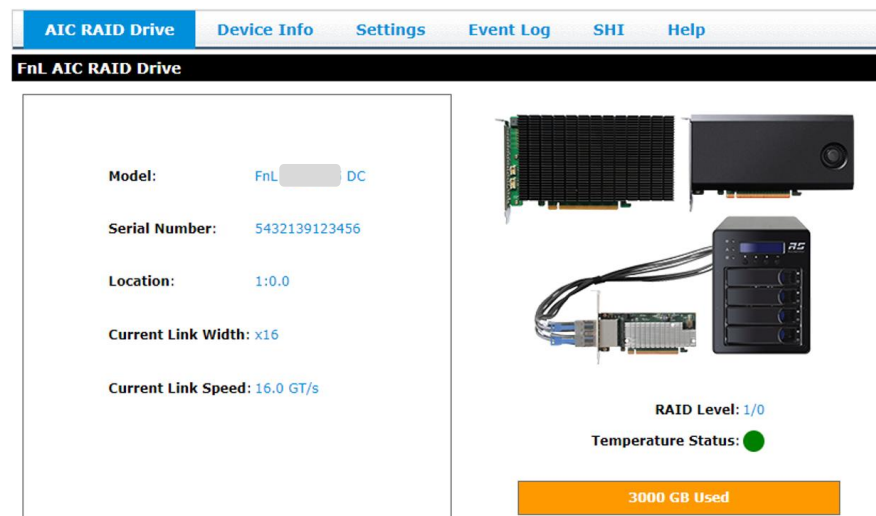 AIC RAID Drive Device Info Settings Event Log SHI Help
FnL AIC RAID Drive
Model: FnL DC
Serial Number: 5432139123456
Location: 1:0.0
Current Link Width: x16
Current Link Speed: 16.0 GT/s
RS
RAID Level: 1/0
Temperature Status:
3000 GB Used